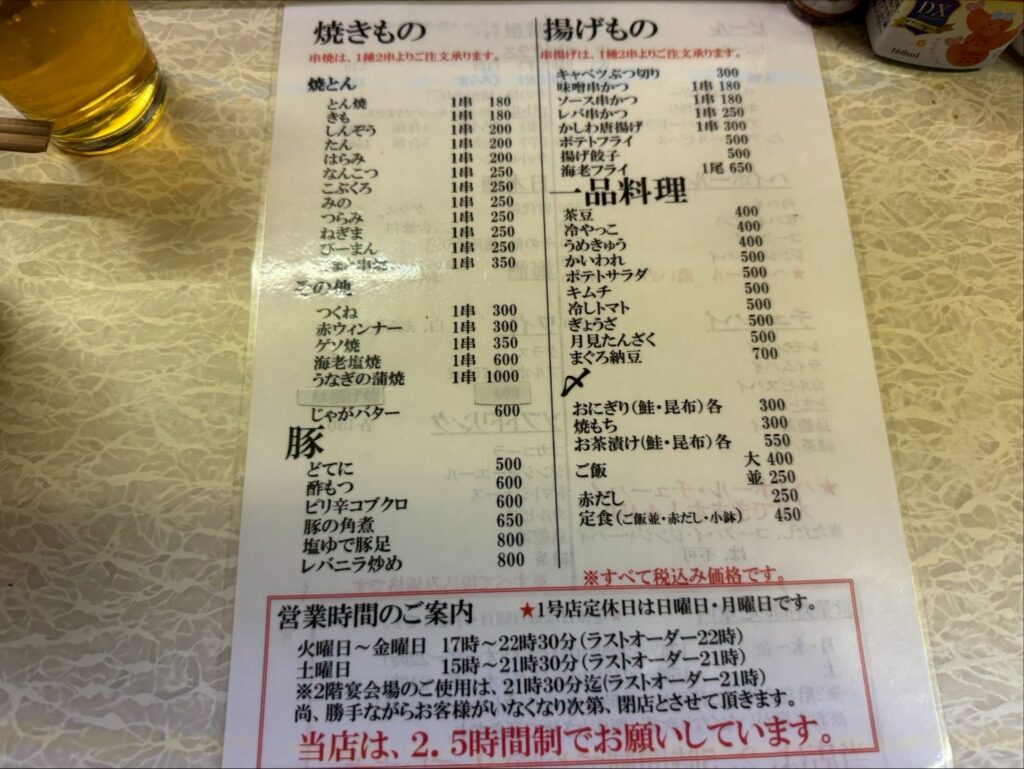 焼きもの
串焼は、1種2串よりご注文承ります。
焼とん
とん焼 1串 180
きも 1串 180
しんぞう 1串 200
たん 1串 200
はらみ 1串 200
なんこつ 1串 250
こぶくろ 1串 250
みの 1串 250
つらみ 1串 250
ねぎま 1串 250
ぴーまん 1串 250
1串 350
その他
つくね 1串 300
赤ウィンナー 1串 300
ゲソ焼 1串 350
海老塩焼 1串 600
うなぎの蒲焼 1串 1000
じゃがバター 600
豚
どてに 500
酢もつ 600
ピリ辛コブクロ 600
豚の角煮 650
塩ゆで豚足 800
レバニラ炒め 800
揚げもの
串揚げは、1種2串よりご注文承ります。
キャベツぶつ切り 300
味噌串かつ 1串 180
ソース串かつ 1串 180
レバ串かつ 1串 250
かしわ唐揚げ 1串 300
ポテトフライ 500
揚げ餃子 500
海老フライ 1尾 650
一品料理
茶豆 400
冷やっこ 400
うめきゅう 400
かいわれ 500
ポテトサラダ 500
キムチ 500
冷しトマト 500
ぎょうざ 500
月見たんざく 500
まぐろ納豆 700
〆
おにぎり(鮭・昆布)各 300
焼もち 300
お茶漬け(鮭・昆布)各 550
ご飯 大 400
並 250
赤だし 250
定食(ご飯並・赤だし・小鉢) 450
※すべて税込み価格です。
営業時間のご案内 ★1号店定休日は日曜日・月曜日です。
火曜日～金曜日 17時～22時30分(ラストオーダー22時)
土曜日 15時～21時30分(ラストオーダー21時)
※2階宴会場のご使用は、21時30分迄(ラストオーダー21時)
尚、勝手ながらお客様がいなくなり次第、閉店とさせて頂きます。
当店は、2.5時間制でお願いしています。
DX
160ml